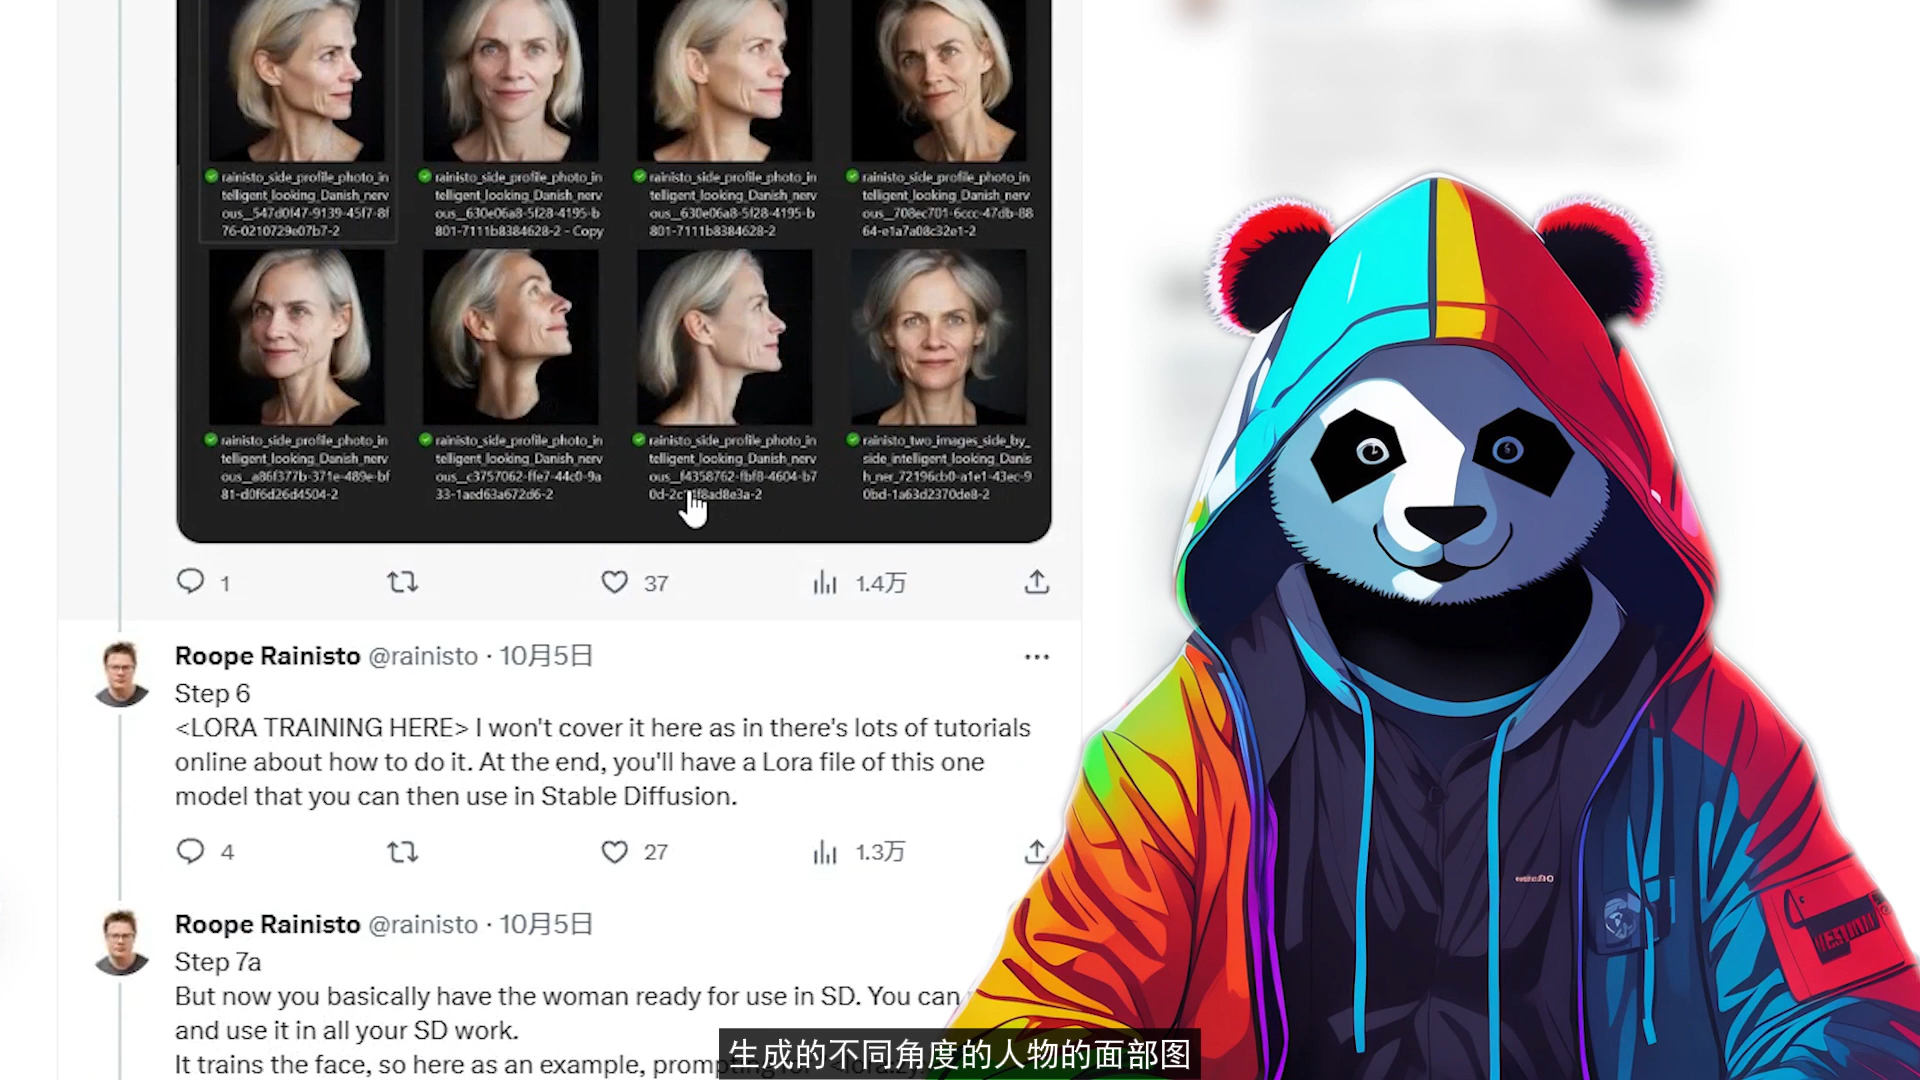 rainisto_side_profile_photo_in
telligent_looking_Danish_nerv
ous__547d0f47-9139-45f7-8f
76-0210729e07b7-2
rainisto_side_profile_photo_in
telligent_looking_Danish_nerv
ous__630e06a8-5f28-4195-b
801-7111b8384628-2 - Copy
rainisto_side_profile_photo_in
telligent_looking_Danish_nerv
ous__630e06a8-5f28-4195-b
801-7111b8384628-2
rainisto_side_profile_photo_in
telligent_looking_Danish_nerv
ous__708ec701-6ccc-47db-88
64-e1a7a08c32e1-2
rainisto_side_profile_photo_in
telligent_looking_Danish_nerv
ous__a86f377b-371e-489e-bf
81-d0f6d26d4504-2
rainisto_side_profile_photo_in
telligent_looking_Danish_nerv
ous__c3757062-ffe7-44c0-9a
33-1aed63a672d6-2
rainisto_side_profile_photo_in
telligent_looking_Danish_nerv
ous__f4358762-fbf8-4604-b7
rainisto_two_images_side_by_
side_intelligent_looking_Danis
h_ner_72196cb0-a1e1-43ec-9
0bd-1a63d2370de8-2
1 37 1.4万
Roope Rainisto @rainisto · 10月5日
Step 6
<LORA TRAINING HERE> I won't cover it here as in there's lots of tutorials
online about how to do it. At the end, you'll have a Lora file of this one
model that you can then use in Stable Diffusion.
4 27 1.3万
Roope Rainisto @rainisto · 10月5日
Step 7a
But now you basically have the woman ready for use in SD. You can
and use it in all your SD work.
It trains the face, so here as an example, prompting
生成的不同角度的人物的面部图